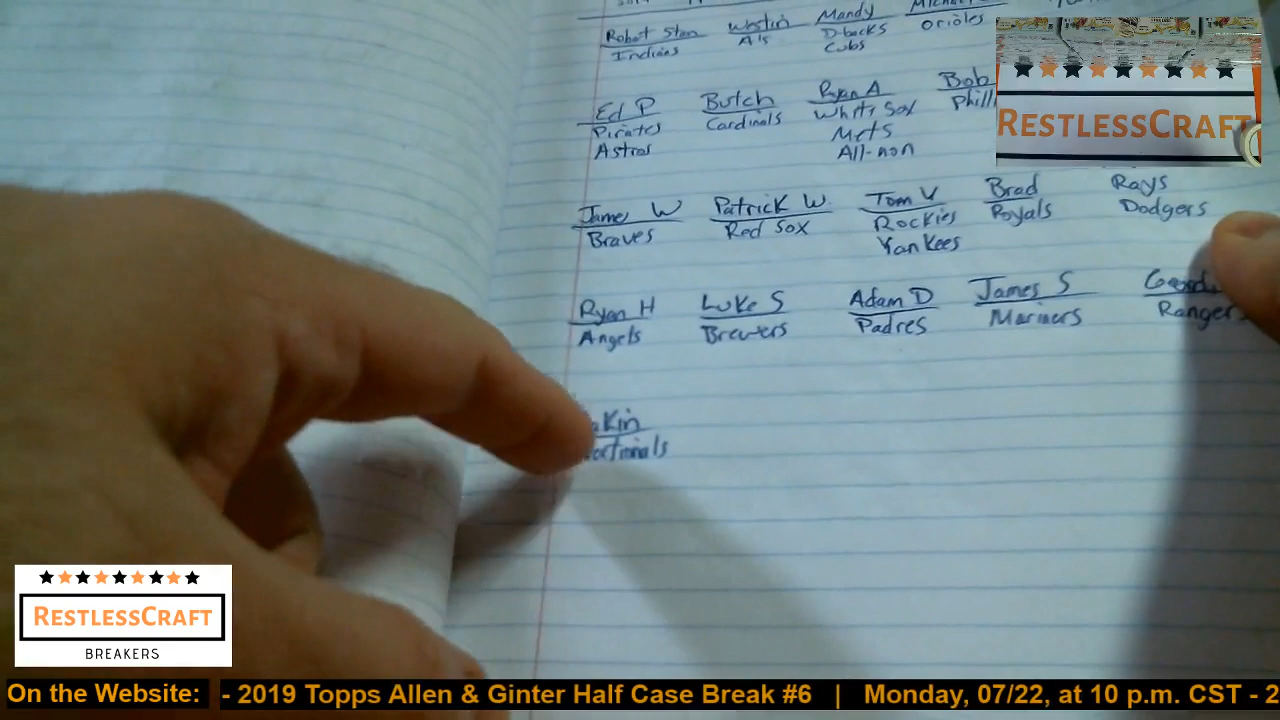 Robot Stan Westin Mandy
Indians A's D-backs Orioles
Cubs
Ed P Butch Ryan A Bob
Pirates Cardinals White Sox
Astros Mets
All-non
James W Patrick W Tom V Brad Rays
Braves Red Sox Rockies Royals Dodgers
Yankees
Ryan H Luke S Adam D James S
Angels Brewers Padres Mariners
RESTLESSCRAFT
RESTLESSCRAFT
BREAKERS
On the Website: - 2019 Topps Allen & Ginter Half Case Break #6 | Monday, 07/22, at 10 p.m. CST - 2